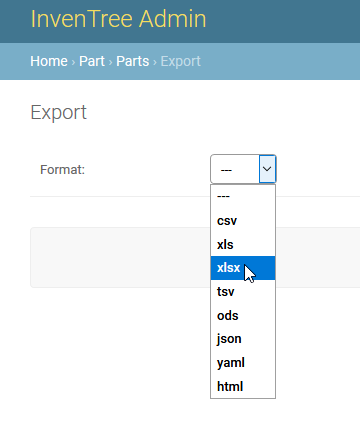 InvenTree Admin
Home › Part › Parts › Export
Export
Format:
---
---
csv
xls
xlsx
tsv
ods
json
yaml
html